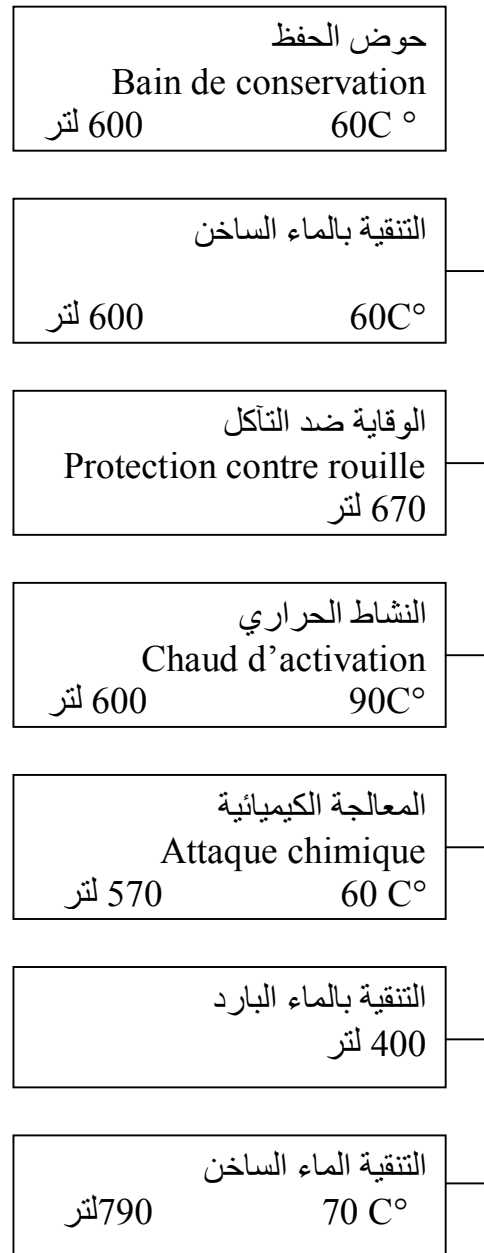 حوض الحفظ
Bain de conservation
60C ° 600 لتر
التنقية بالماء الساخن
60C° 600 لتر
الوقاية ضد التآكل
Protection contre rouille
670 لتر
النشاط الحراري
Chaud d’activation
90C° 600 لتر
المعالجة الكيميائية
Attaque chimique
60 C° 570 لتر
التنقية بالماء البارد
400 لتر
التنقية الماء الساخن
70 C° 790لتر